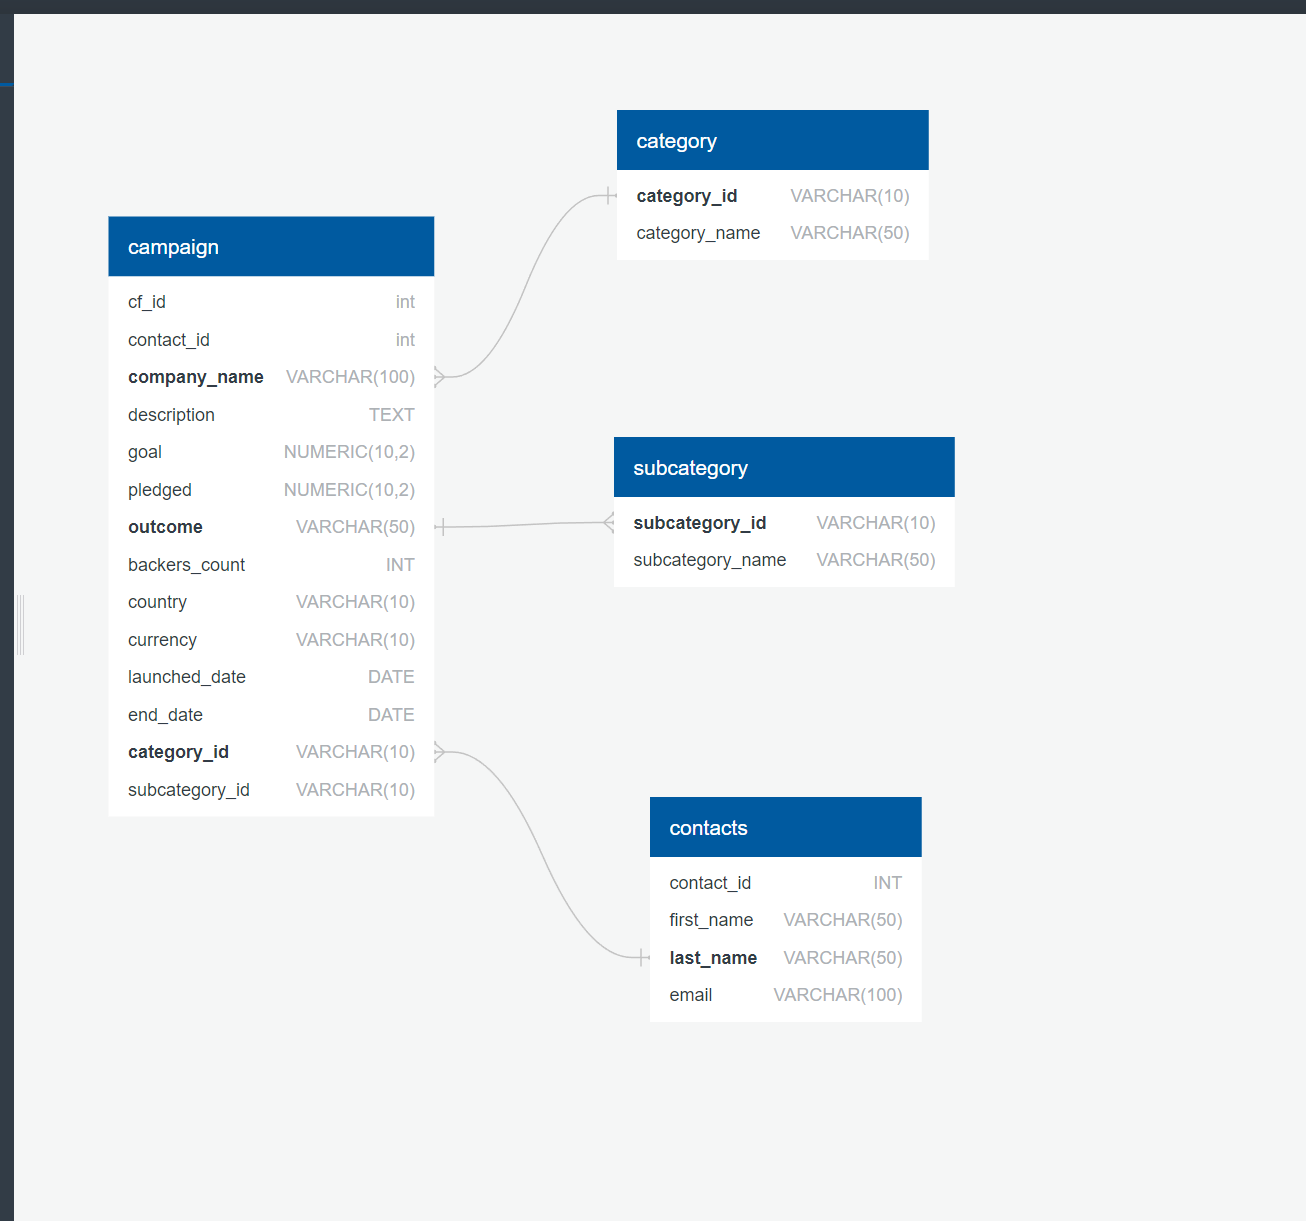 campaign
cf_id int
contact_id int
company_name VARCHAR(100)
description TEXT
goal NUMERIC(10,2)
pledged NUMERIC(10,2)
outcome VARCHAR(50)
backers_count INT
country VARCHAR(10)
currency VARCHAR(10)
launched_date DATE
end_date DATE
category_id VARCHAR(10)
subcategory_id VARCHAR(10)
category
category_id VARCHAR(10)
category_name VARCHAR(50)
subcategory
subcategory_id VARCHAR(10)
subcategory_name VARCHAR(50)
contacts
contact_id INT
first_name VARCHAR(50)
last_name VARCHAR(50)
email VARCHAR(100)